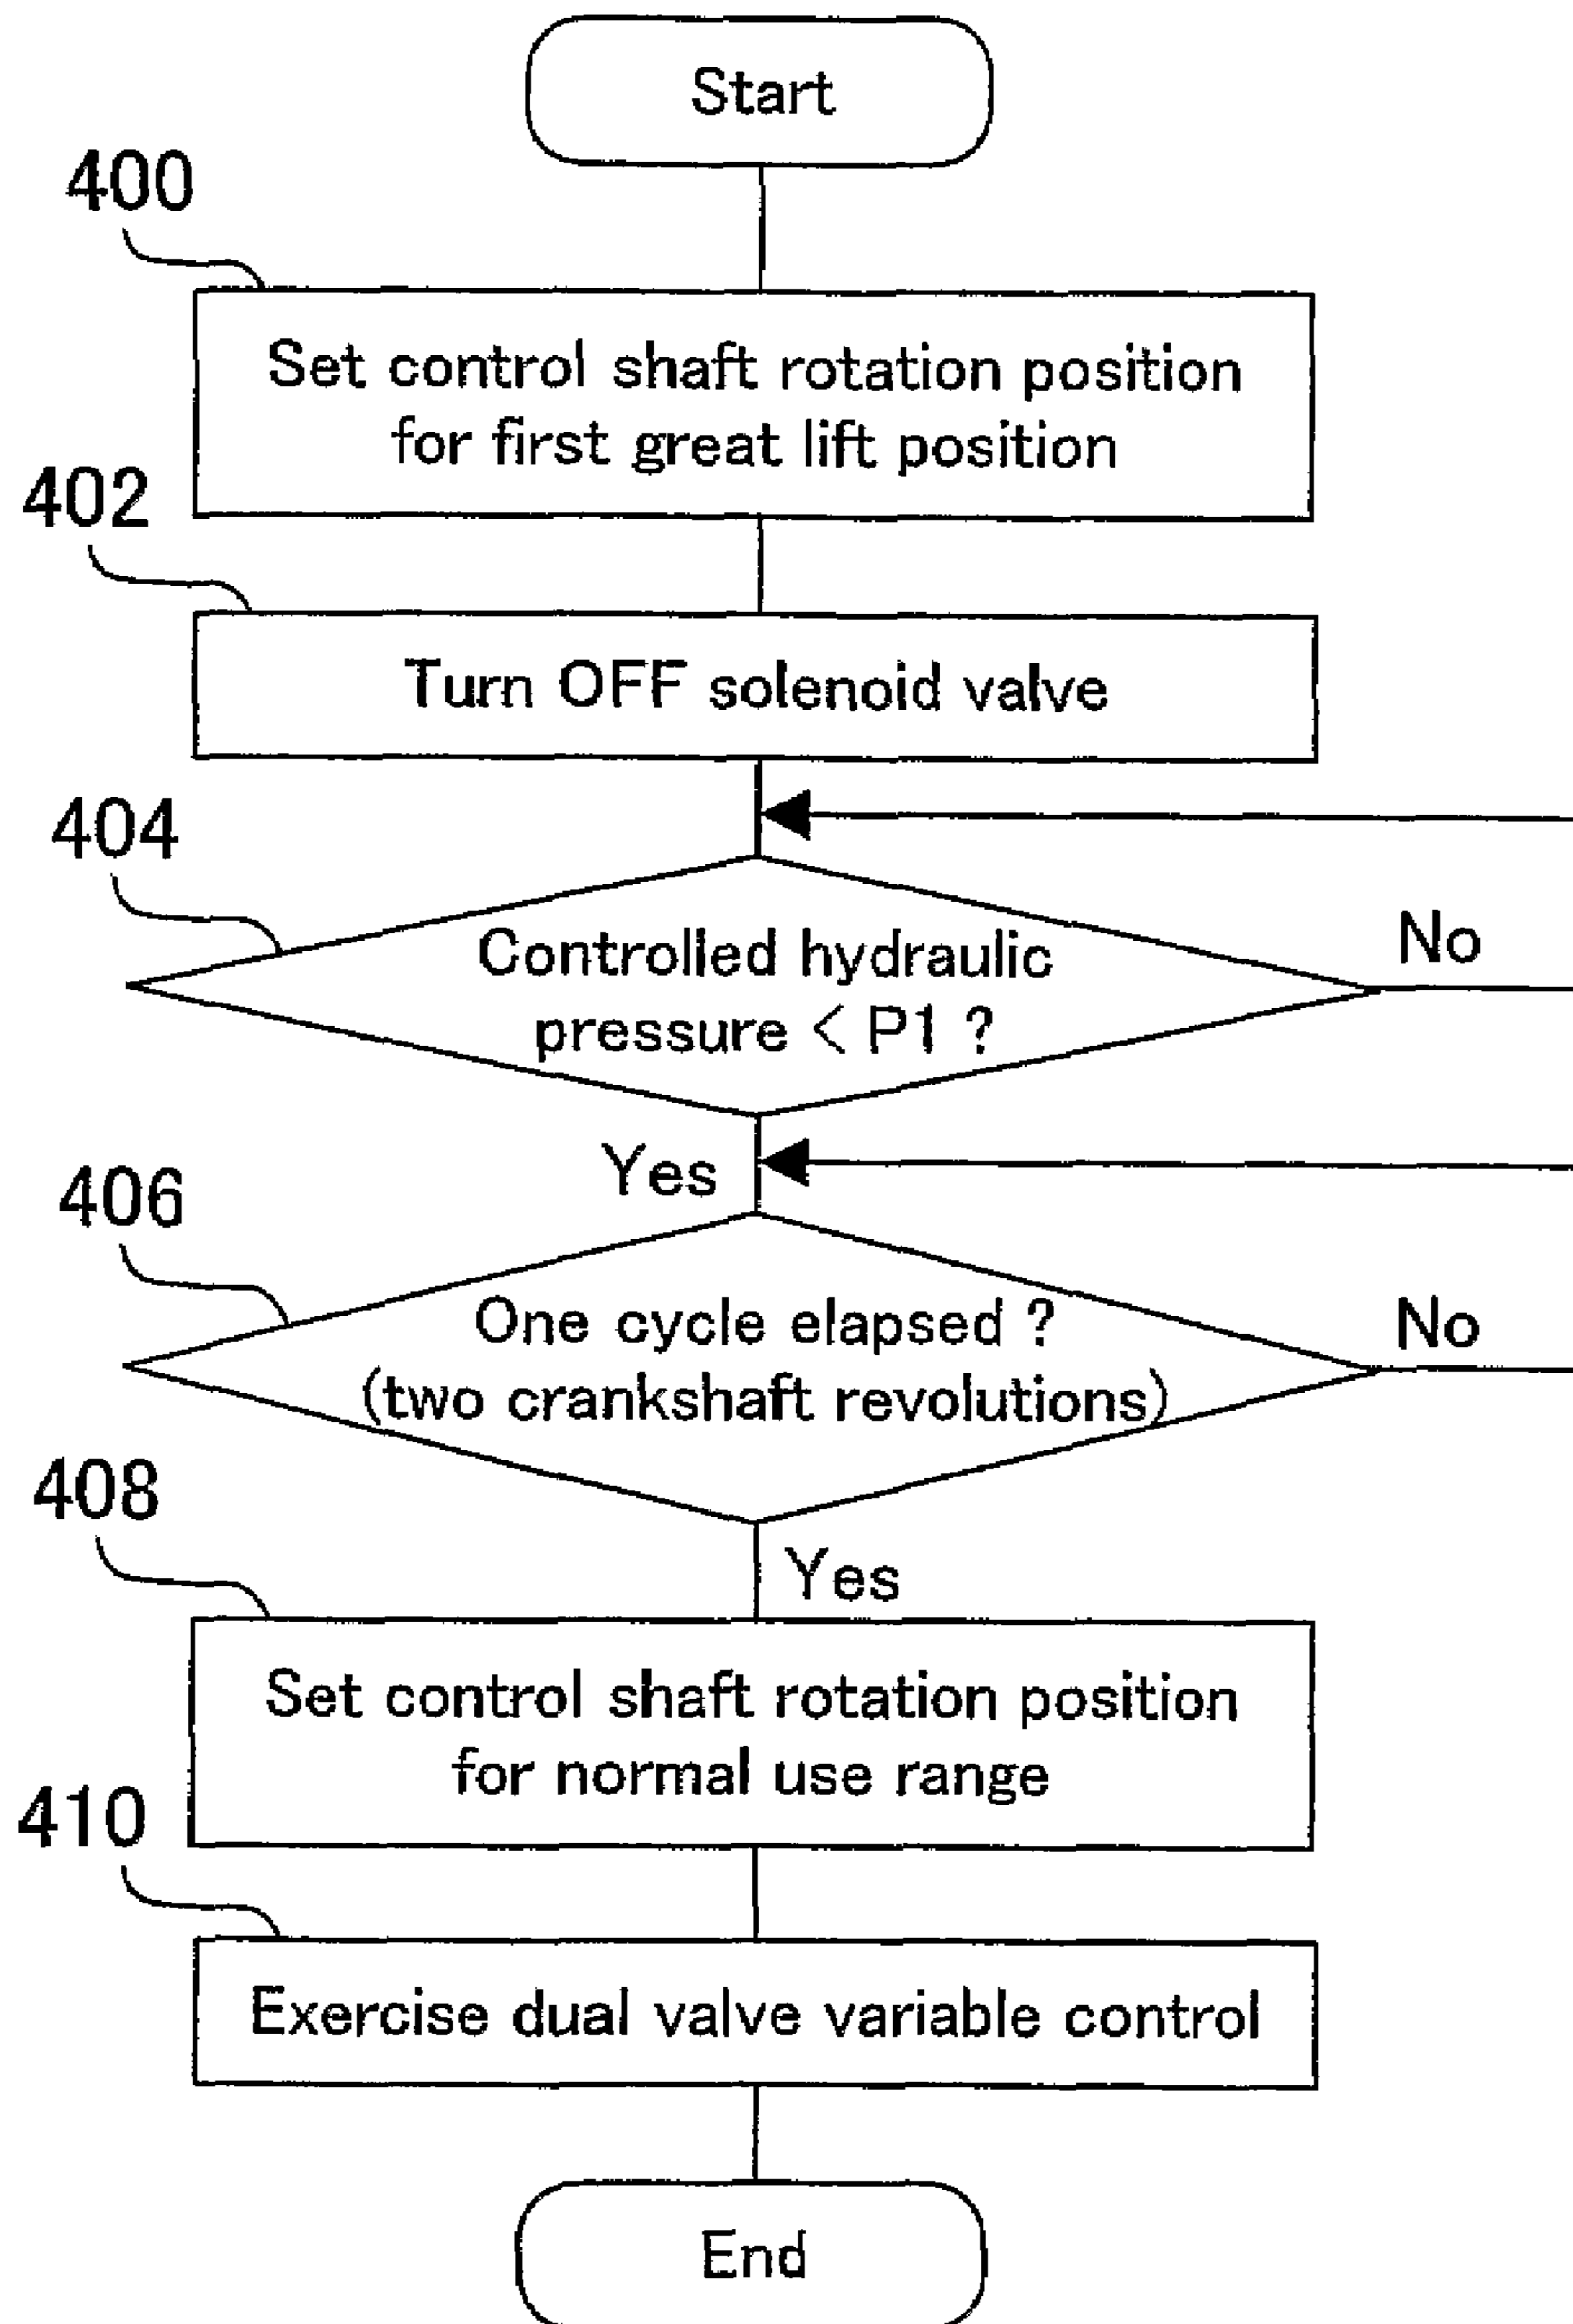 Start
400
Set control shaft rotation position
for first great lift position
402
Turn OFF solenoid valve
404
Controlled hydraulic
pressure < P1 ?
No
Yes
406
One cycle elapsed ?
(two crankshaft revolutions)
No
Yes
408
Set control shaft rotation position
for normal use range
410
Exercise dual valve variable control
End